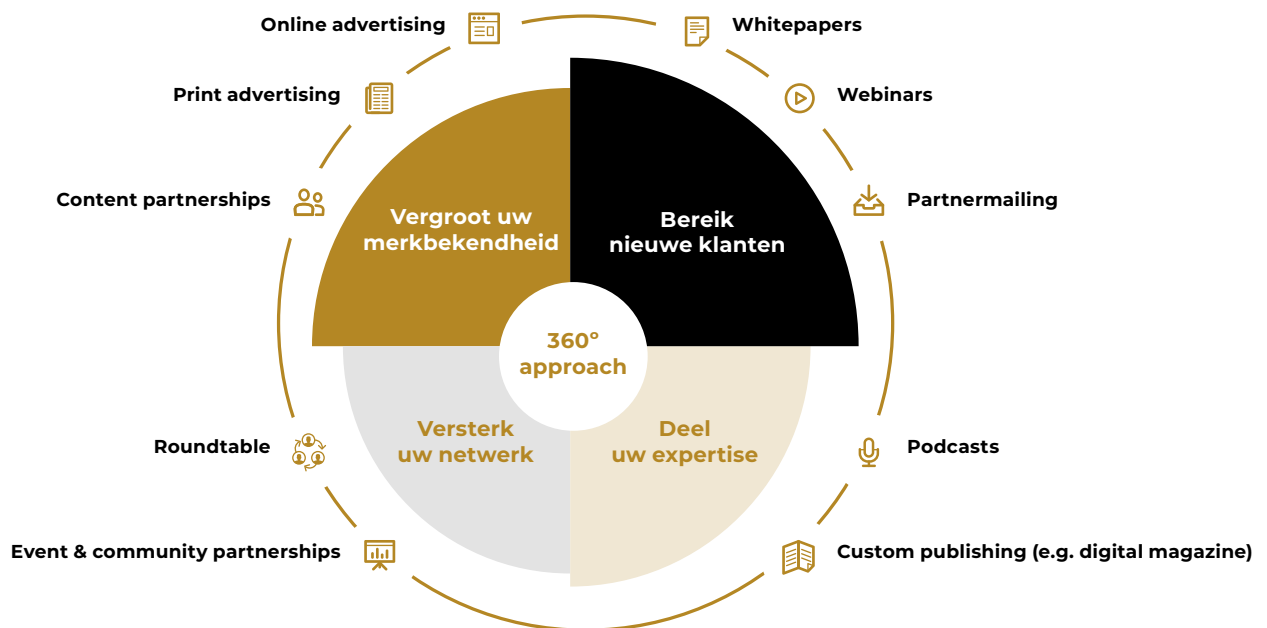 Online advertising
Whitepapers
Print advertising
Webinars
Content partnerships
Partnermailing
Vergroot uw
merkbekendheid
Bereik
nieuwe klanten
360º
approach
Versterk
uw netwerk
Deel
uw expertise
Roundtable
Podcasts
Event & community partnerships
Custom publishing (e.g. digital magazine)